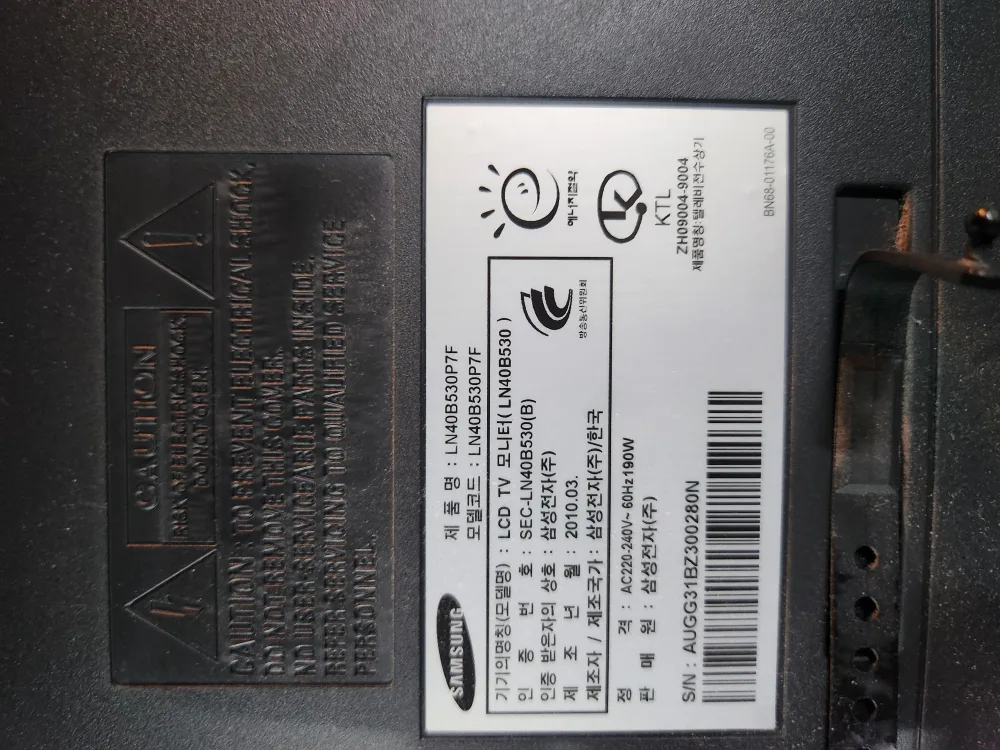 CAUTION
RISK OF ELECTRIC SHOCK
DO NOT OPEN
CAUTION : TO PREVENT ELECTRICAL SHOCK,
DO NOT REMOVE THIS COVER.
NO USER-SERVICEABLE PARTS INSIDE.
REFER SERVICING TO QUALIFIED SERVICE
PERSONNEL.
SAMSUNG
제 품 명 : LN40B530P7F
모델코드 : LN40B530P7F
기기의명칭(모델명) : LCD TV 모니터( LN40B530 )
인 증 번 호 : SEC-LN40B530(B)
인증 받은자의 상호 : 삼성전자(주)
제 조 년 월 : 2010.03.
제조자 / 제조국가 : 삼성전자(주)/한국
방송통신위원회
정 격 : AC220-240V~ 60Hz 190W
판 매 원 : 삼성전자(주)
S/N : AUGG31BZ300280N
에너지절약
KTL
ZH09004-9004
제품명칭:텔레비전수상기
BN68-01176A-00